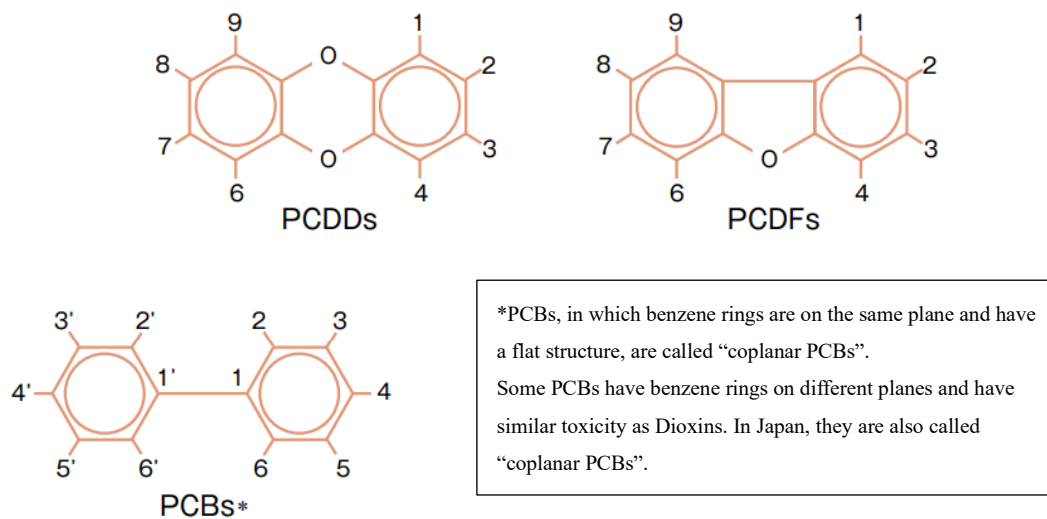 9 1
O
8 2
7 3
O
6 4
PCDDs
9 1
8 2
7 3
O
6 4
PCDFs
3' 2' 2 3
4' 1' 1 4
5' 6' 6 5
PCBs*
*PCBs, in which benzene rings are on the same plane and have
a flat structure, are called “coplanar PCBs”.
Some PCBs have benzene rings on different planes and have
similar toxicity as Dioxins. In Japan, they are also called
“coplanar PCBs”.